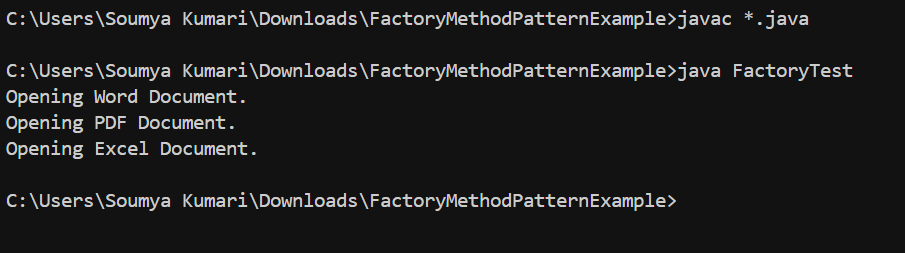 C:\Users\Soumya Kumari\Downloads\FactoryMethodPatternExample>javac *.java
C:\Users\Soumya Kumari\Downloads\FactoryMethodPatternExample>java FactoryTest
Opening Word Document.
Opening PDF Document.
Opening Excel Document.
C:\Users\Soumya Kumari\Downloads\FactoryMethodPatternExample>